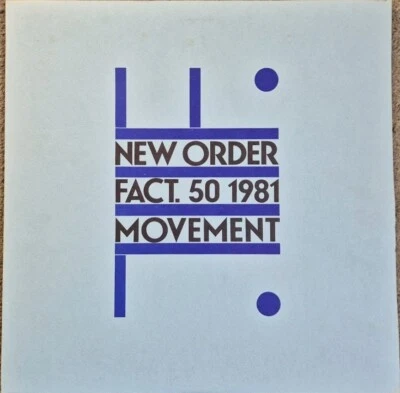 NEW ORDER
FACT. 50 1981
MOVEMENT